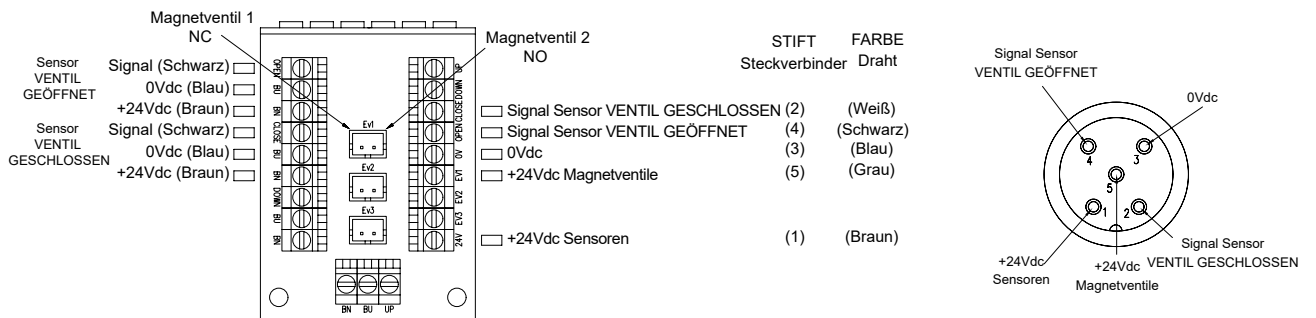 Magnetventil 1
NC
Magnetventil 2
NO
Sensor
VENTIL
GEÖFFNET
Signal (Schwarz)
0Vdc (Blau)
+24Vdc (Braun)
Sensor
VENTIL
GESCHLOSSEN
Signal (Schwarz)
0Vdc (Blau)
+24Vdc (Braun)
OPEN
BU
BN
CLOSE
BU
BN
DOWN
BU
BN
Ev1
Ev2
Ev3
UP
DOWN
CLOSE
OPEN
0V
EV1
EV2
EV3
24V
BN BU UP
STIFT FARBE
Steckverbinder Draht
Signal Sensor VENTIL GESCHLOSSEN (2) (Weiß)
Signal Sensor VENTIL GEÖFFNET (4) (Schwarz)
0Vdc (3) (Blau)
+24Vdc Magnetventile (5) (Grau)
+24Vdc Sensoren (1) (Braun)
Signal Sensor
VENTIL GEÖFFNET
0Vdc
4 3
5
1 2
+24Vdc
Sensoren
+24Vdc
Magnetventile
Signal Sensor
VENTIL GESCHLOSSEN